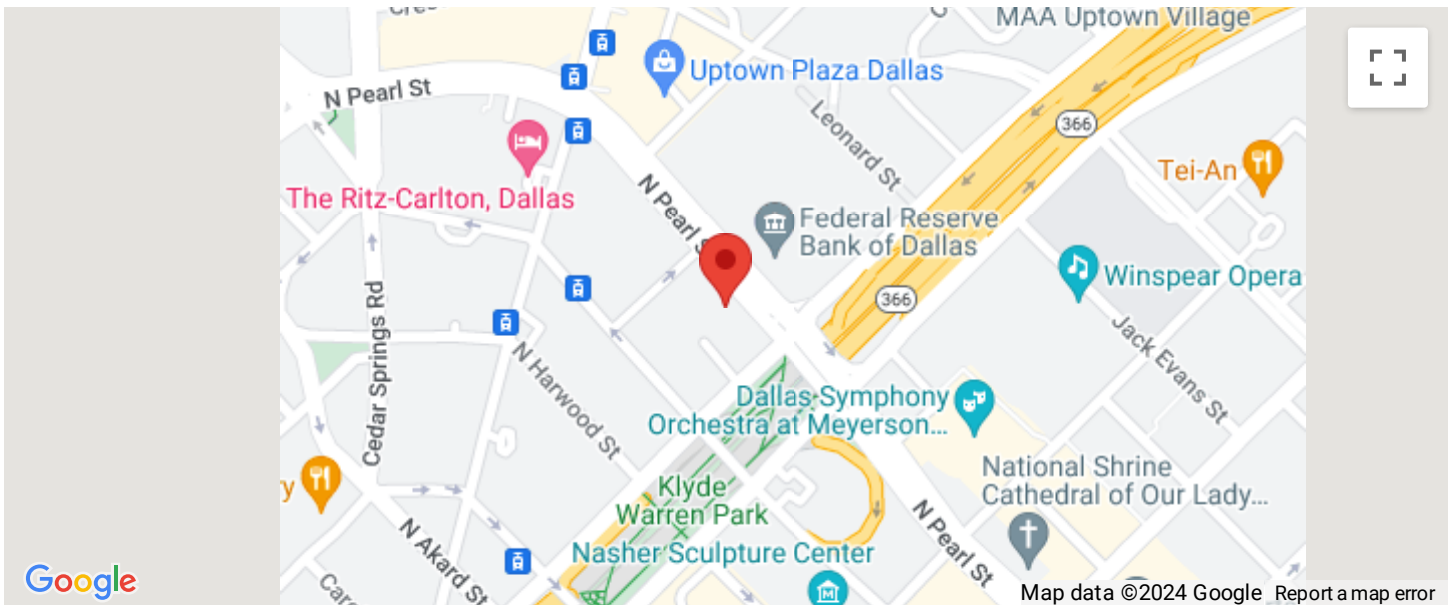 MAA Uptown Village
N Pearl St
Uptown Plaza Dallas
366
Leonard St
Tei-An
The Ritz-Carlton, Dallas
N Pearl S
Federal Reserve
Bank of Dallas
Winspear Opera
366
Cedar Springs Rd
N Harwood St
Jack Evans St
Dallas Symphony
Orchestra at Meyerson...
National Shrine
Cathedral of Our Lady...
Klyde
Warren Park
N Akard St
N Pearl St
Nasher Sculpture Center
Google
Map data ©2024 Google
Report a map error